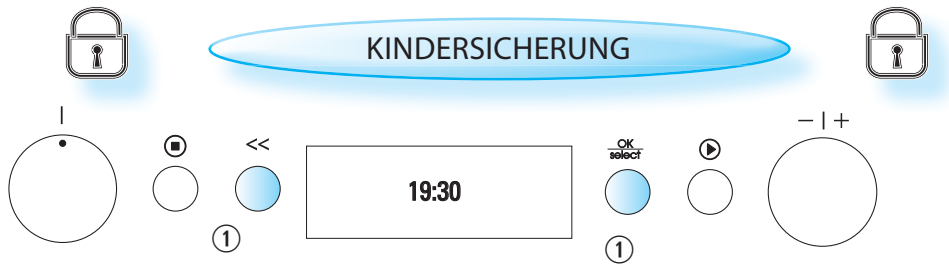 KINDERSICHERUNG
<<
OK
select
− | +
19:30
① ①